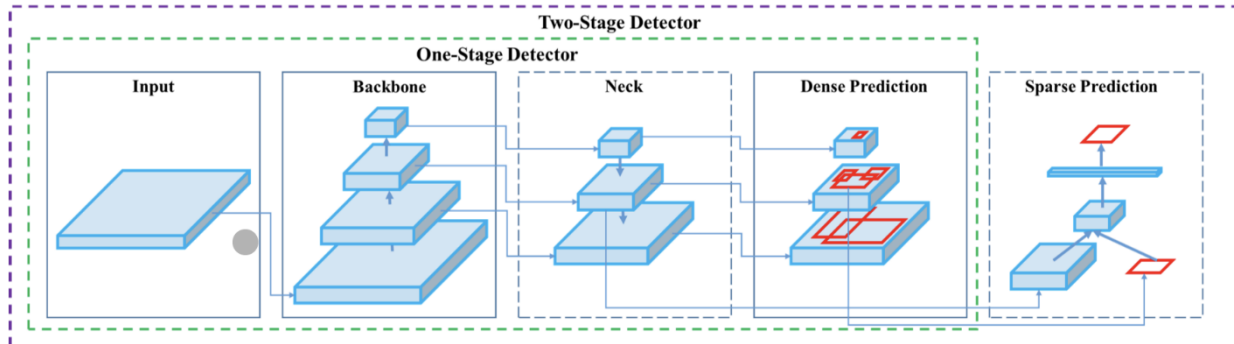 Two-Stage Detector
One-Stage Detector
Input
Backbone
Neck
Dense Prediction
Sparse Prediction